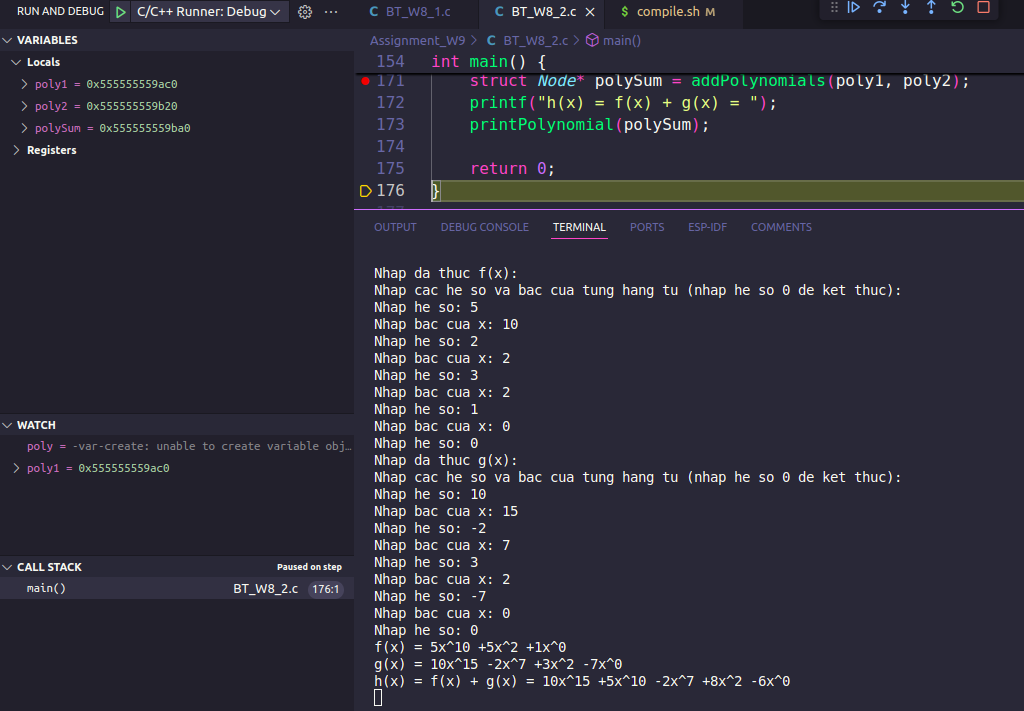 RUN AND DEBUG C/C++ Runner: Debug ···
BT_W8_1.c BT_W8_2.c compile.sh M
VARIABLES
Locals
poly1 = 0x555555559ac0
poly2 = 0x555555559b20
polySum = 0x555555559ba0
Registers
WATCH
poly = -var-create: unable to create variable obj…
poly1 = 0x555555559ac0
CALL STACK Paused on step
main() BT_W8_2.c 176:1
Assignment_W9 > C BT_W8_2.c > main()
154 int main() {
171 struct Node* polySum = addPolynomials(poly1, poly2);
172 printf("h(x) = f(x) + g(x) = ");
173 printPolynomial(polySum);
174
175 return 0;
176 }
177
OUTPUT DEBUG CONSOLE TERMINAL PORTS ESP-IDF COMMENTS
Nhap da thuc f(x):
Nhap cac he so va bac cua tung hang tu (nhap he so 0 de ket thuc):
Nhap he so: 5
Nhap bac cua x: 10
Nhap he so: 2
Nhap bac cua x: 2
Nhap he so: 3
Nhap bac cua x: 2
Nhap he so: 1
Nhap bac cua x: 0
Nhap he so: 0
Nhap da thuc g(x):
Nhap cac he so va bac cua tung hang tu (nhap he so 0 de ket thuc):
Nhap he so: 10
Nhap bac cua x: 15
Nhap he so: -2
Nhap bac cua x: 7
Nhap he so: 3
Nhap bac cua x: 2
Nhap he so: -7
Nhap bac cua x: 0
Nhap he so: 0
f(x) = 5x^10 +5x^2 +1x^0
g(x) = 10x^15 -2x^7 +3x^2 -7x^0
h(x) = f(x) + g(x) = 10x^15 +5x^10 -2x^7 +8x^2 -6x^0